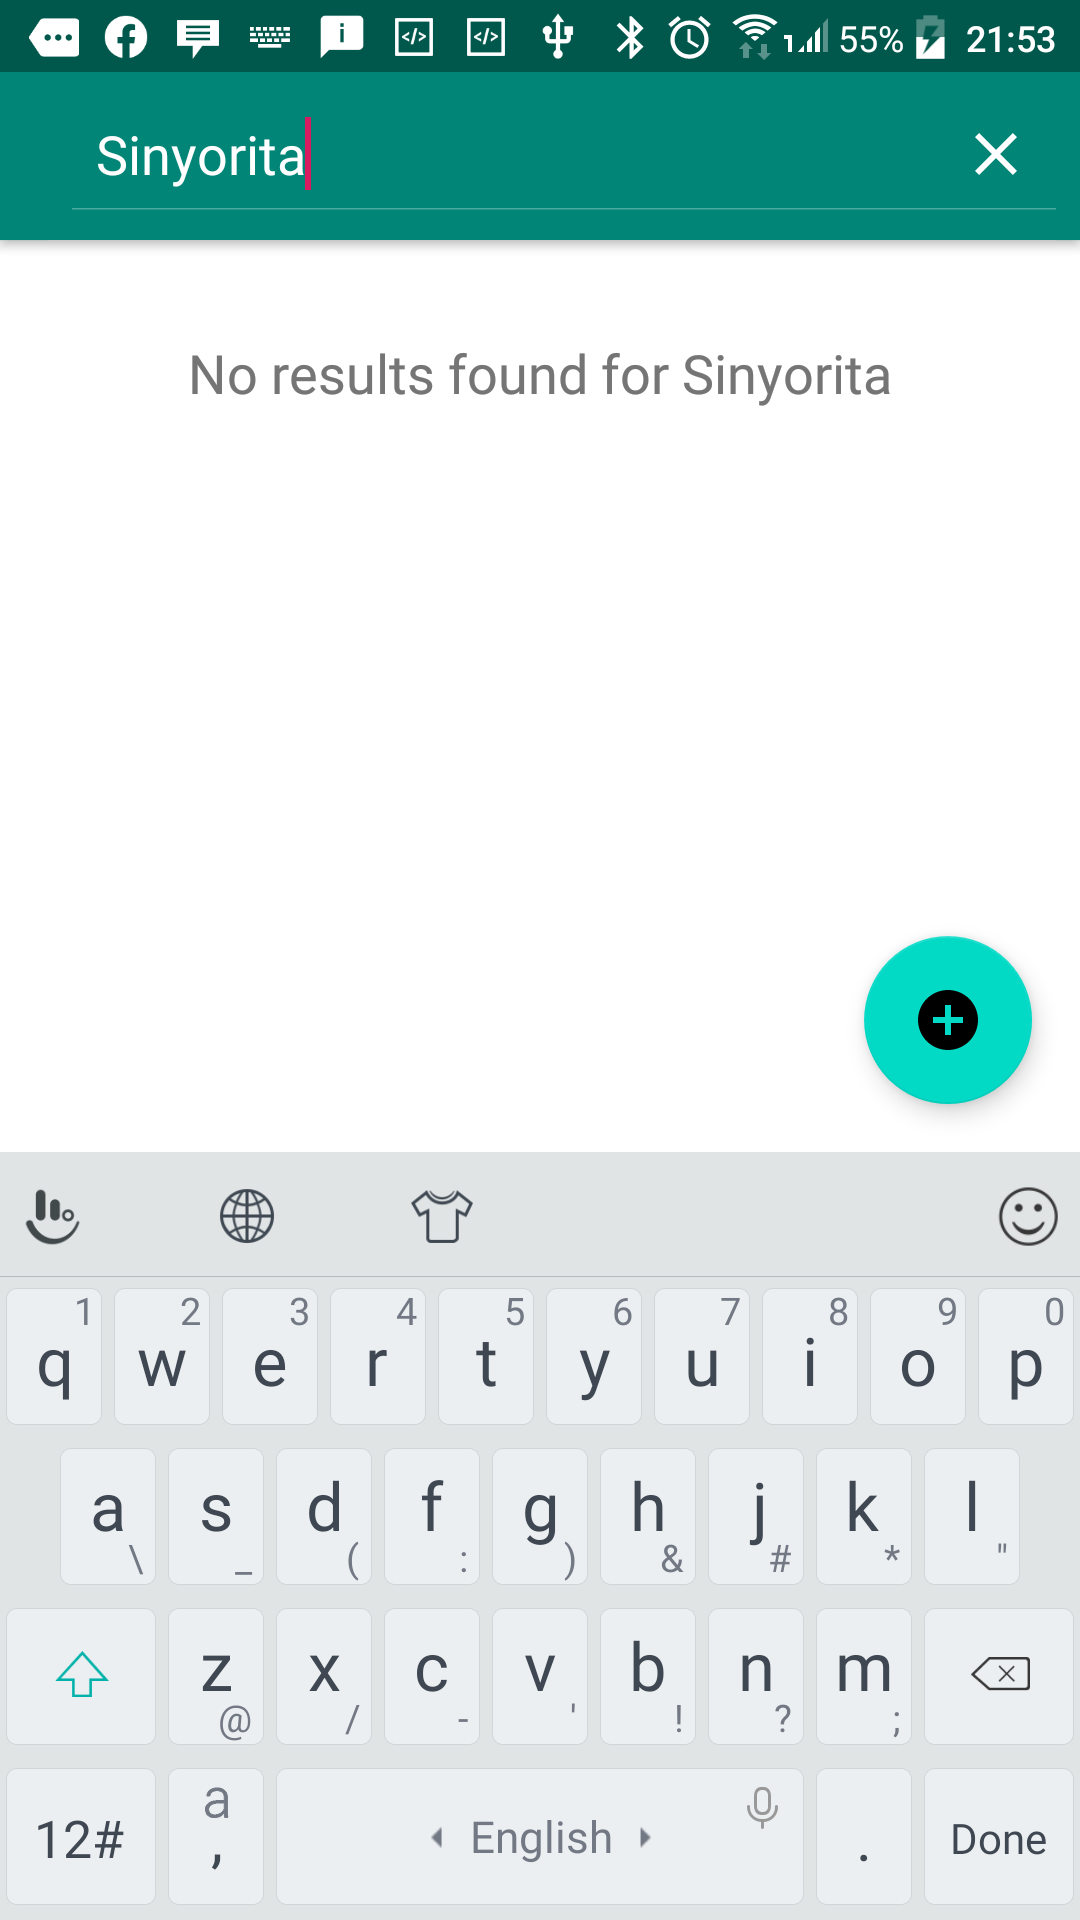 55% 21:53
Sinyorita
No results found for Sinyorita
1 2 3 4 5 6 7 8 9 0
q w e r t y u i o p
a s d f g h j k l
\ _ ( : ) & # * "
z x c v b n m
@ / - ' ! ? ;
12# a , English . Done